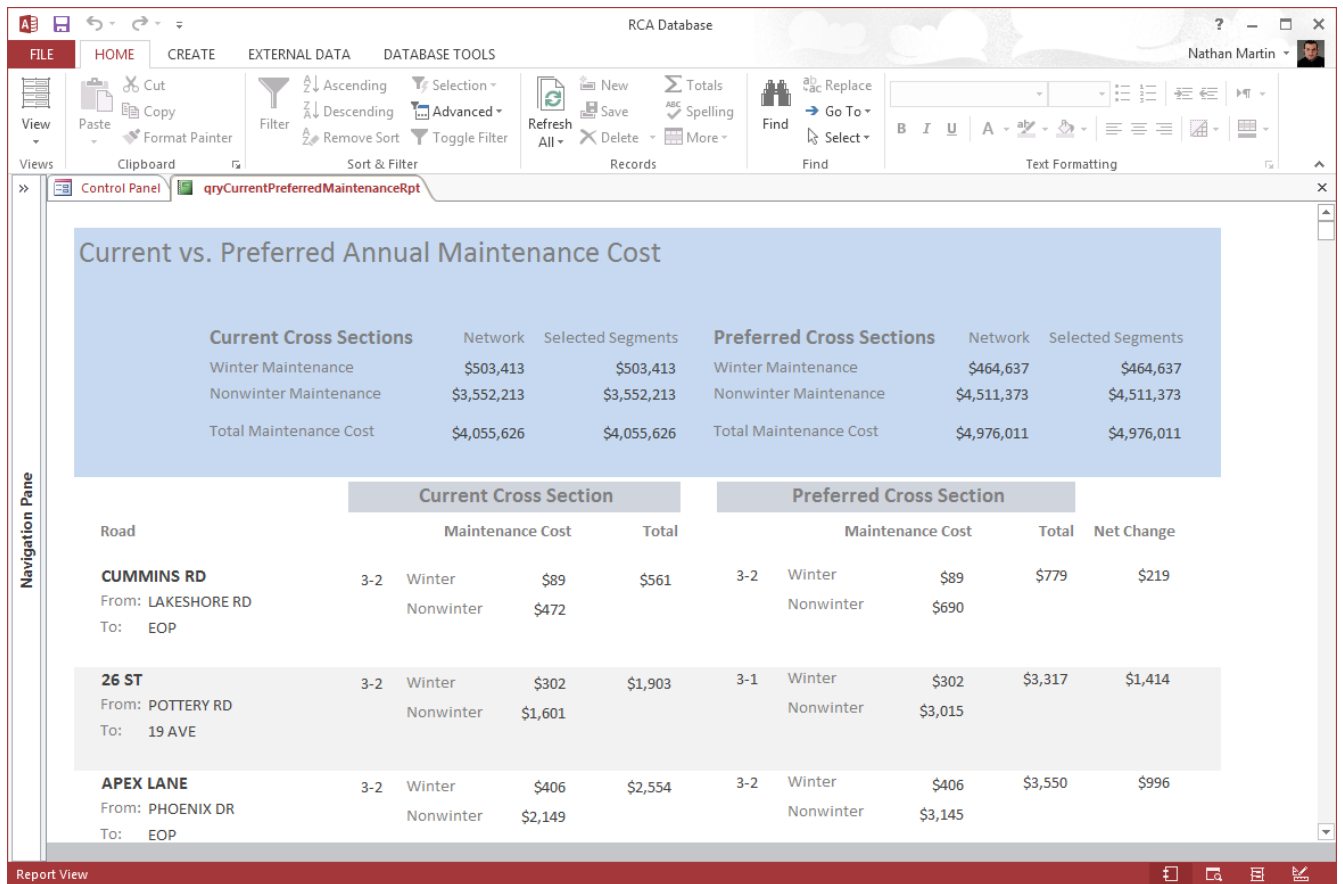 RCA Database
?
FILE HOME CREATE EXTERNAL DATA DATABASE TOOLS Nathan Martin
Cut Ascending Selection New Totals Replace
Copy Descending Advanced Save Spelling Go To
View Paste Format Painter Filter Remove Sort Toggle Filter Refresh All Delete More Find Select B I U A
Views Clipboard Sort & Filter Records Find Text Formatting
Control Panel qryCurrentPreferredMaintenanceRpt
Navigation Pane
Current vs. Preferred Annual Maintenance Cost
Current Cross Sections Network Selected Segments Preferred Cross Sections Network Selected Segments
Winter Maintenance $503,413 $503,413 Winter Maintenance $464,637 $464,637
Nonwinter Maintenance $3,552,213 $3,552,213 Nonwinter Maintenance $4,511,373 $4,511,373
Total Maintenance Cost $4,055,626 $4,055,626 Total Maintenance Cost $4,976,011 $4,976,011
Current Cross Section Preferred Cross Section
Road Maintenance Cost Total Maintenance Cost Total Net Change
CUMMINS RD 3-2 Winter $89 $561 3-2 Winter $89 $779 $219
From: LAKESHORE RD Nonwinter $472 Nonwinter $690
To: EOP
26 ST 3-2 Winter $302 $1,903 3-1 Winter $302 $3,317 $1,414
From: POTTERY RD Nonwinter $1,601 Nonwinter $3,015
To: 19 AVE
APEX LANE 3-2 Winter $406 $2,554 3-2 Winter $406 $3,550 $996
From: PHOENIX DR Nonwinter $2,149 Nonwinter $3,145
To: EOP
Report View